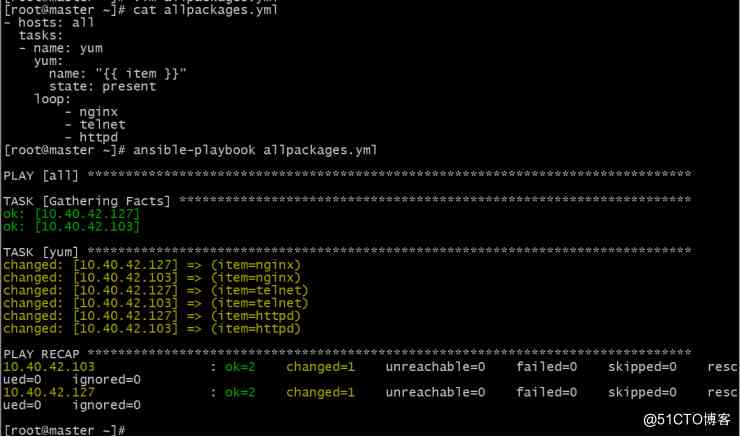 [root@master ~]# cat allpackages.yml
- hosts: all
  tasks:
  - name: yum
    yum:
      name: "{{ item }}"
      state: present
    loop:
        - nginx
        - telnet
        - httpd
[root@master ~]# ansible-playbook allpackages.yml
PLAY [all] *******************************************************************************
TASK [Gathering Facts] *******************************************************************
ok: [10.40.42.127]
ok: [10.40.42.103]
TASK [yum] *******************************************************************************
changed: [10.40.42.127] => (item=nginx)
changed: [10.40.42.103] => (item=nginx)
changed: [10.40.42.127] => (item=telnet)
changed: [10.40.42.103] => (item=telnet)
changed: [10.40.42.127] => (item=httpd)
changed: [10.40.42.103] => (item=httpd)
PLAY RECAP *******************************************************************************
10.40.42.103               : ok=2    changed=1    unreachable=0    failed=0    skipped=0    resc
ued=0    ignored=0
10.40.42.127               : ok=2    changed=1    unreachable=0    failed=0    skipped=0    resc
ued=0    ignored=0
[root@master ~]#
@51CTO博客